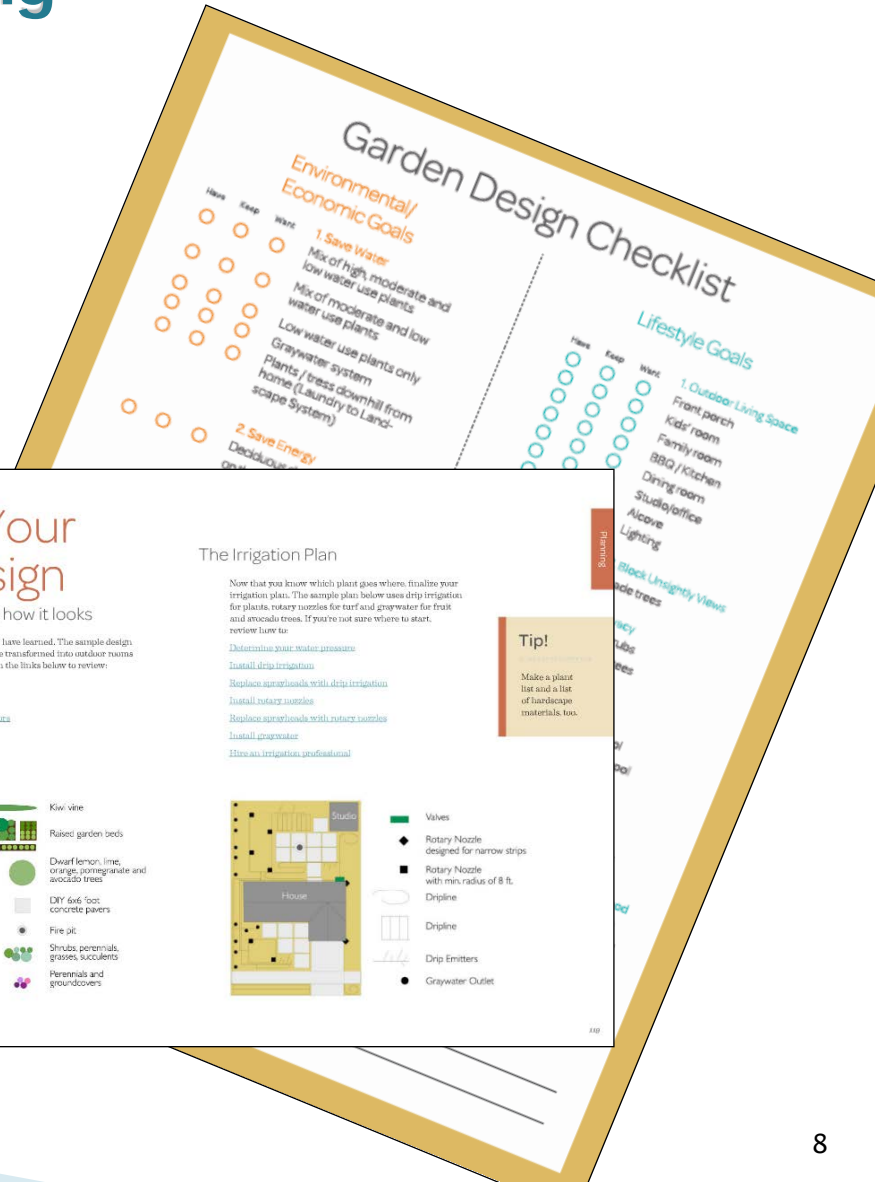 Garden Design Checklist
Environmental/
Economic Goals
Have Keep Want
1. Save Water
Mix of high, moderate and
low water use plants
Mix of moderate and low
water use plants
Low water use plants only
Graywater system
Plants / tress downhill from
home (Laundry to Land-
scape System)
2. Save Energy
Deciduous
Lifestyle Goals
Have Keep Want
1. Outdoor Living Space
Front porch
Kids' room
Family room
BBQ / Kitchen
Dining room
Studio/office
Alcove
Lighting
Block Unsightly Views
how it looks
have learned. The sample design
transformed into outdoor rooms
the links below to review:
Kiwi vine
Raised garden beds
Dwarf lemon, lime,
orange, pomegranate and
avocado trees
DIY 6x6 foot
concrete pavers
Fire pit
Shrubs, perennials,
grasses, succulents
Perennials and
groundcovers
The Irrigation Plan
Now that you know which plant goes where, finalize your
irrigation plan. The sample plan below uses drip irrigation
for plants, rotary nozzles for turf and graywater for fruit
and avocado trees. If you're not sure where to start,
review how to:
Determine your water pressure
Install drip irrigation
Replace sprayheads with drip irrigation
Install rotary nozzles
Replace sprayheads with rotary nozzles
Install graywater
Hire an irrigation professional
Planning
Tip!
Make a plant
list and a list
of hardscape
materials, too.
Studio
House
Valves
Rotary Nozzle
designed for narrow strips
Rotary Nozzle
with min. radius of 8 ft.
Dripline
Dripline
Drip Emitters
Graywater Outlet
8